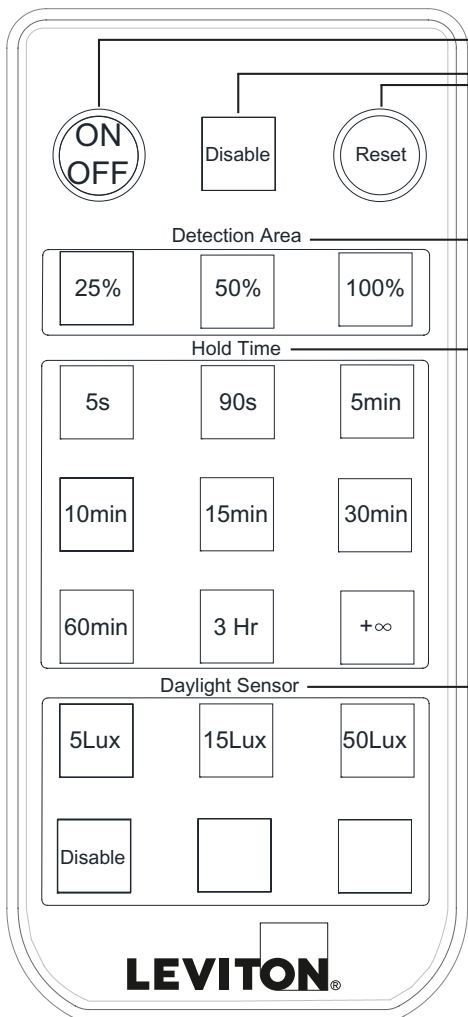 ON
OFF
Disable
Reset
Detection Area
25% 50% 100%
Hold Time
5s 90s 5min
10min 15min 30min
60min 3 Hr +∞
Daylight Sensor
5Lux 15Lux 50Lux
Disable
LEVITON®